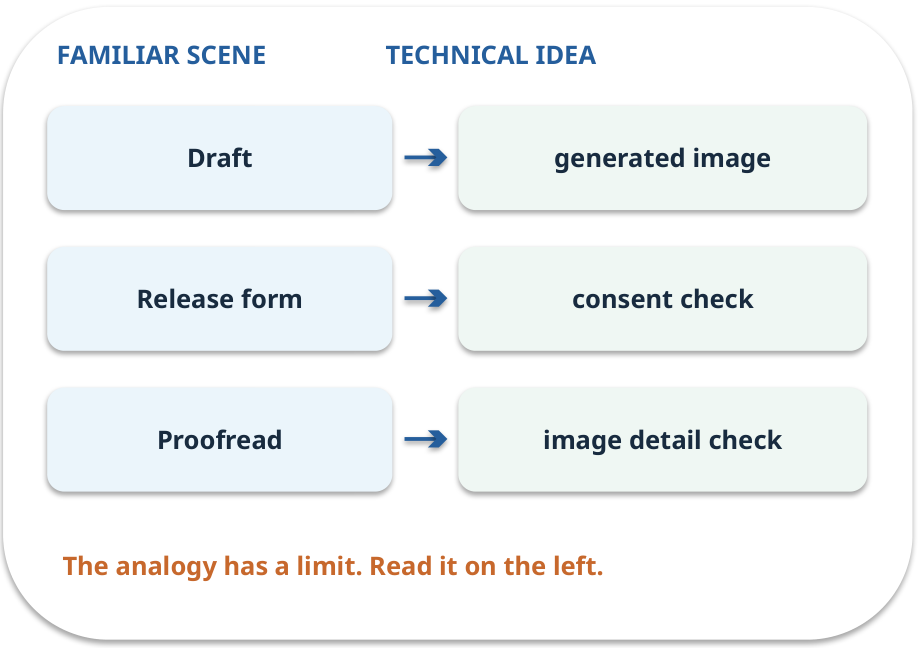 FAMILIAR SCENE
TECHNICAL IDEA
Draft
generated image
Release form
consent check
Proofread
image detail check
The analogy has a limit. Read it on the left.